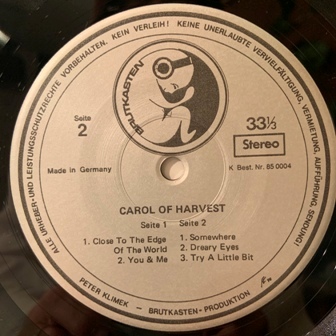 ALLE URHEBER- UND LEISTUNGSSCHUTZRECHTE VORBEHALTEN. KEIN VERLEIH! KEINE UNERLAUBTE VERVIELFÄLTIGUNG, VERMIETUNG, AUFFÜHRUNG, SENDUNG!
BRUTKASTEN
Seite
2
33⅓
Stereo
Made in Germany
K Best. Nr. 85 0004
CAROL OF HARVEST
Seite 1
1. Close To The Edge
Of The World
2. You & Me
Seite 2
1. Somewhere
2. Dreary Eyes
3. Try A Little Bit
PETER KLIMEK – BRUTKASTEN - PRODUKTION